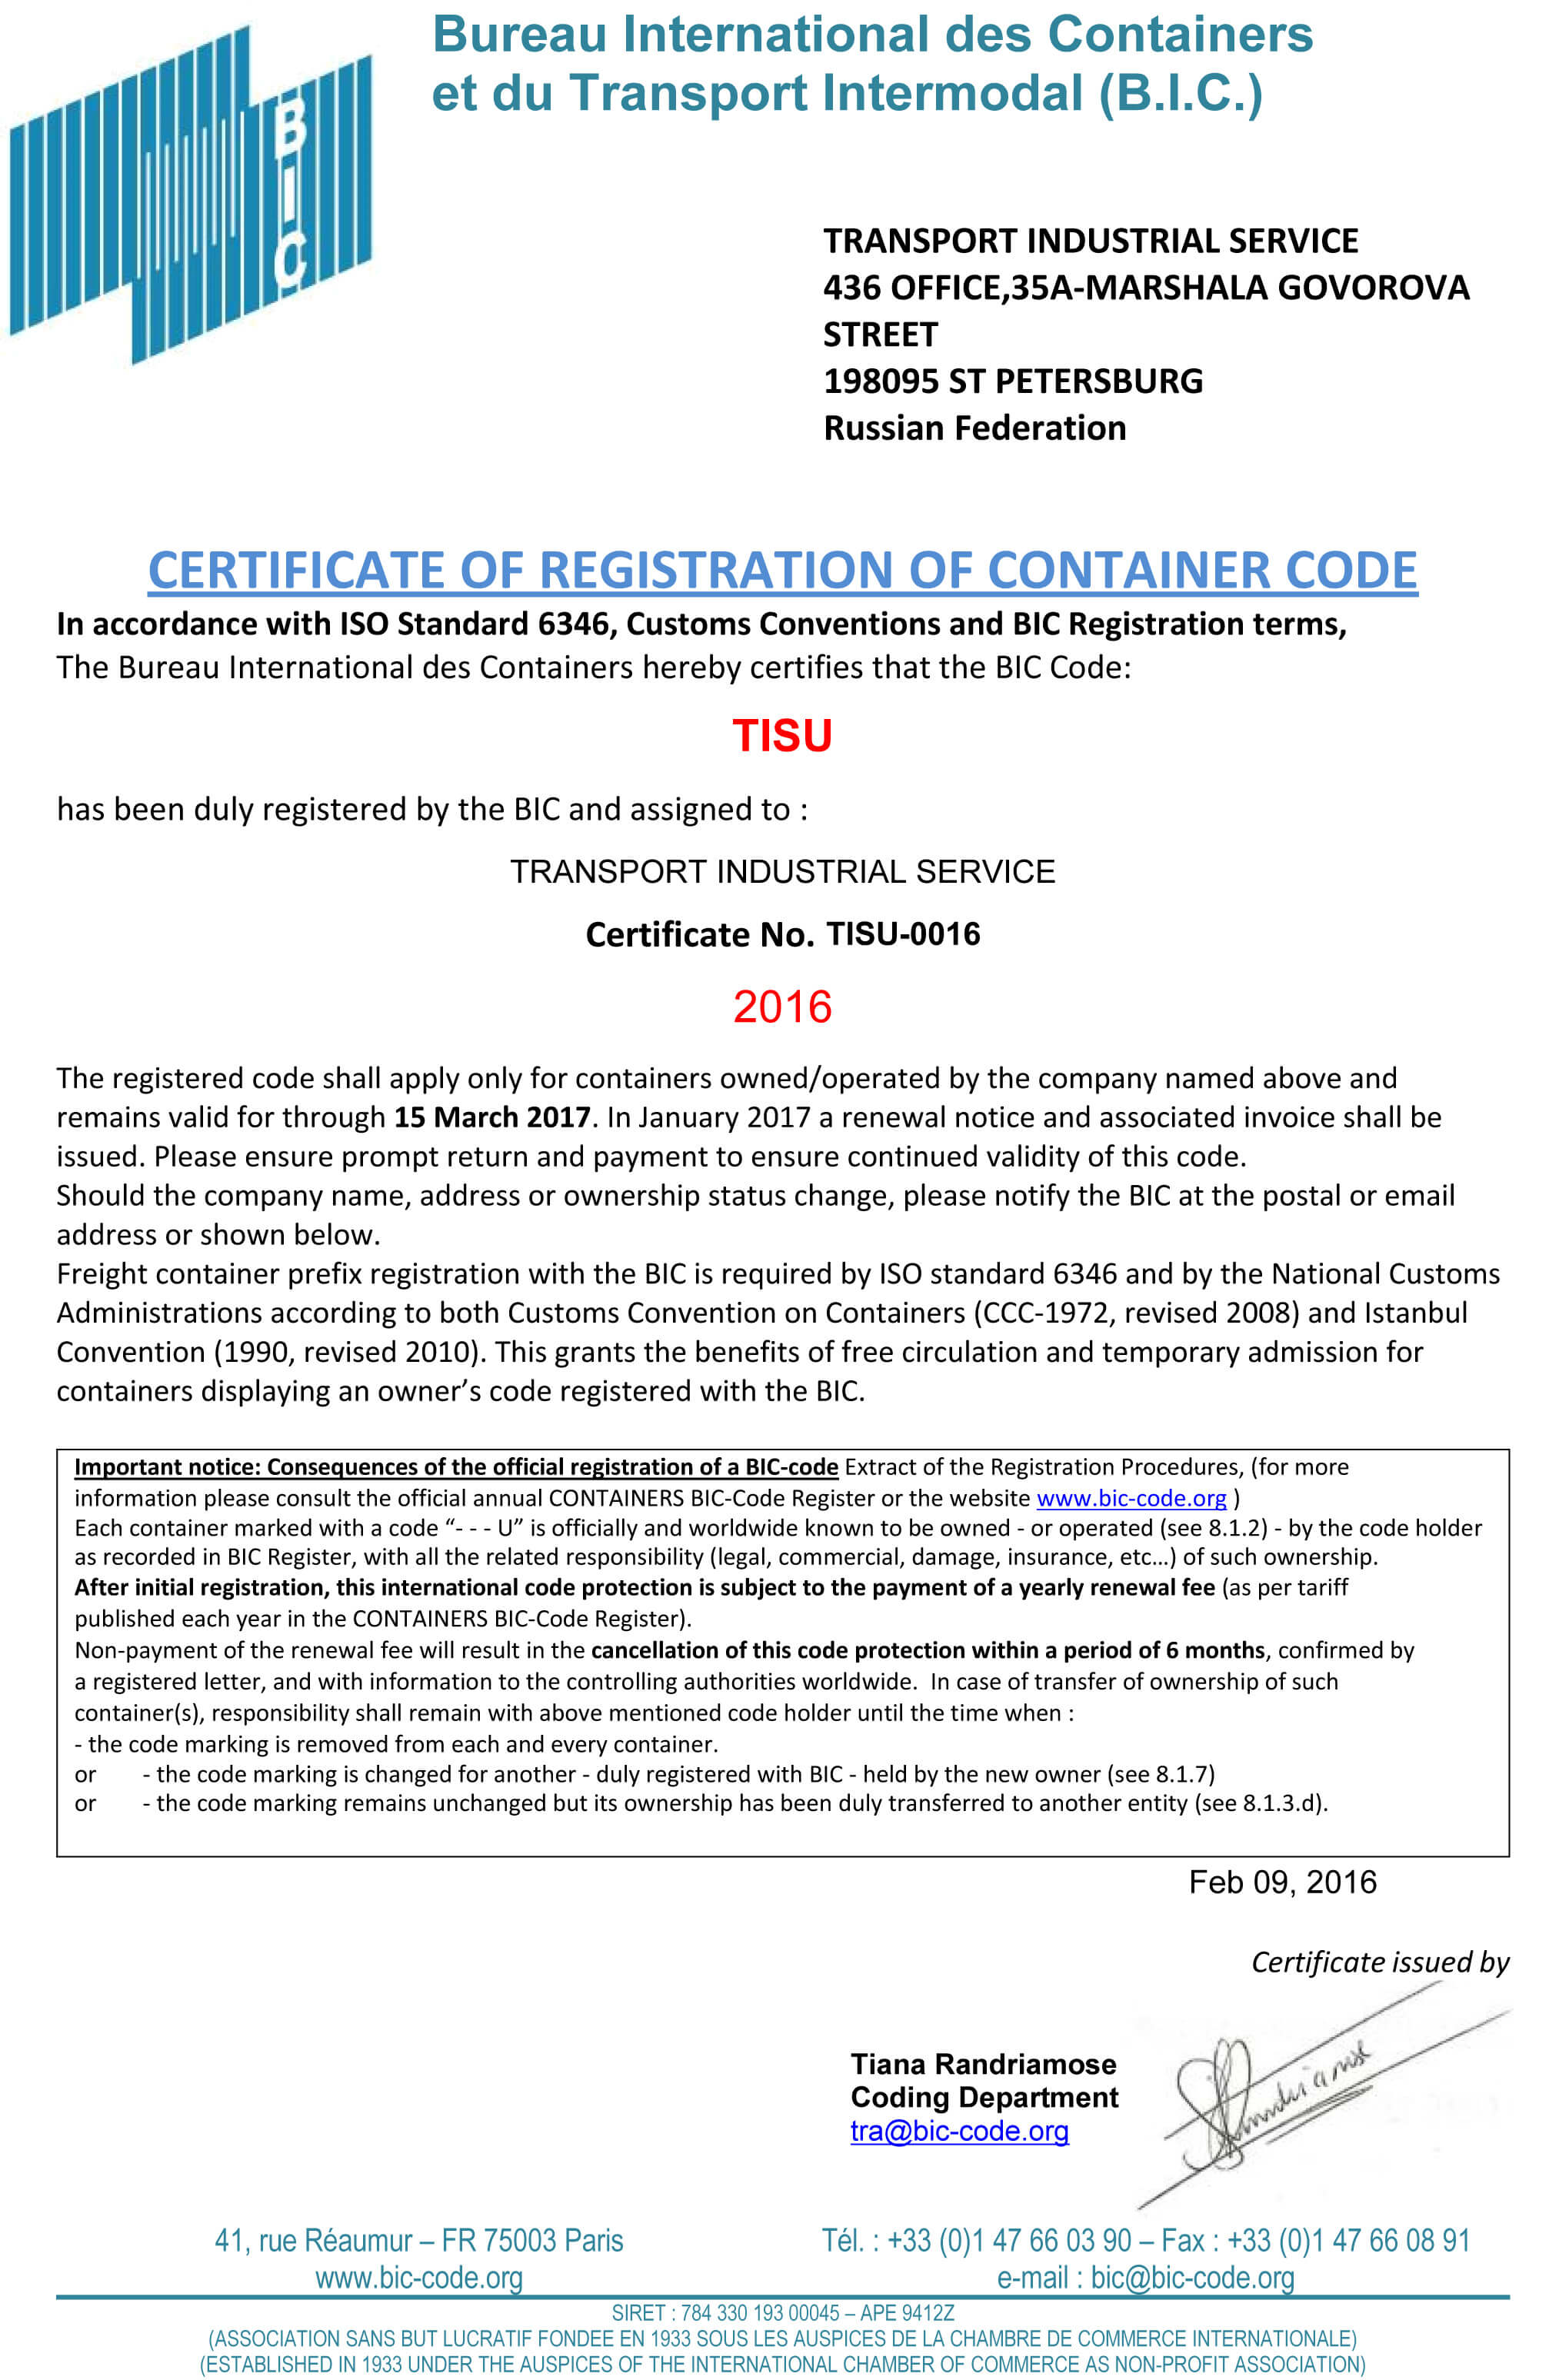 BIC
Bureau International des Containers
et du Transport Intermodal (B.I.C.)
TRANSPORT INDUSTRIAL SERVICE
436 OFFICE,35A-MARSHALA GOVOROVA
STREET
198095 ST PETERSBURG
Russian Federation
CERTIFICATE OF REGISTRATION OF CONTAINER CODE
In accordance with ISO Standard 6346, Customs Conventions and BIC Registration terms,
The Bureau International des Containers hereby certifies that the BIC Code:
TISU
has been duly registered by the BIC and assigned to :
TRANSPORT INDUSTRIAL SERVICE
Certificate No. TISU-0016
2016
The registered code shall apply only for containers owned/operated by the company named above and
remains valid for through 15 March 2017. In January 2017 a renewal notice and associated invoice shall be
issued. Please ensure prompt return and payment to ensure continued validity of this code.
Should the company name, address or ownership status change, please notify the BIC at the postal or email
address or shown below.
Freight container prefix registration with the BIC is required by ISO standard 6346 and by the National Customs
Administrations according to both Customs Convention on Containers (CCC-1972, revised 2008) and Istanbul
Convention (1990, revised 2010). This grants the benefits of free circulation and temporary admission for
containers displaying an owner’s code registered with the BIC.
Important notice: Consequences of the official registration of a BIC-code Extract of the Registration Procedures, (for more
information please consult the official annual CONTAINERS BIC-Code Register or the website www.bic-code.org )
Each container marked with a code “- - - U” is officially and worldwide known to be owned - or operated (see 8.1.2) - by the code holder
as recorded in BIC Register, with all the related responsibility (legal, commercial, damage, insurance, etc…) of such ownership.
After initial registration, this international code protection is subject to the payment of a yearly renewal fee (as per tariff
published each year in the CONTAINERS BIC-Code Register).
Non-payment of the renewal fee will result in the cancellation of this code protection within a period of 6 months, confirmed by
a registered letter, and with information to the controlling authorities worldwide. In case of transfer of ownership of such
container(s), responsibility shall remain with above mentioned code holder until the time when :
- the code marking is removed from each and every container.
or - the code marking is changed for another - duly registered with BIC - held by the new owner (see 8.1.7)
or - the code marking remains unchanged but its ownership has been duly transferred to another entity (see 8.1.3.d).
Feb 09, 2016
Certificate issued by
Tiana Randriamose
Coding Department
tra@bic-code.org
41, rue Réaumur – FR 75003 Paris
www.bic-code.org
Tél. : +33 (0)1 47 66 03 90 – Fax : +33 (0)1 47 66 08 91
e-mail : bic@bic-code.org
SIRET : 784 330 193 00045 – APE 9412Z
(ASSOCIATION SANS BUT LUCRATIF FONDEE EN 1933 SOUS LES AUSPICES DE LA CHAMBRE DE COMMERCE INTERNATIONALE)
(ESTABLISHED IN 1933 UNDER THE AUSPICES OF THE INTERNATIONAL CHAMBER OF COMMERCE AS NON-PROFIT ASSOCIATION)